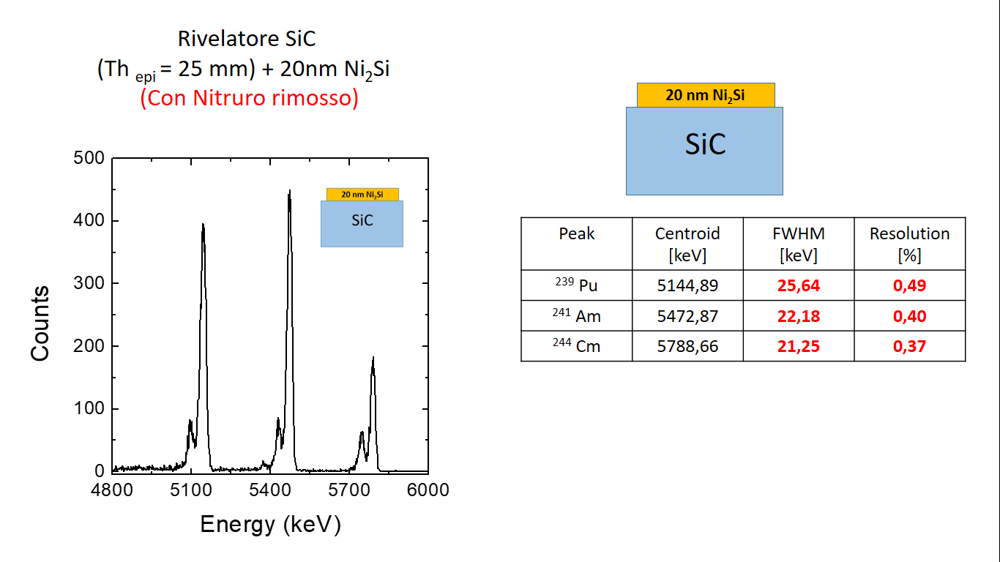 Rivelatore SiC
(Th epi = 25 mm) + 20nm Ni2Si
(Con Nitruro rimosso)
20 nm Ni2Si
SiC
500
400
300
200
100
0
Counts
20 nm Ni2Si
SiC
4800 5100 5400 5700 6000
Energy (keV)
Peak Centroid FWHM Resolution
[keV] [keV] [%]
239 Pu 5144,89 25,64 0,49
241 Am 5472,87 22,18 0,40
244 Cm 5788,66 21,25 0,37